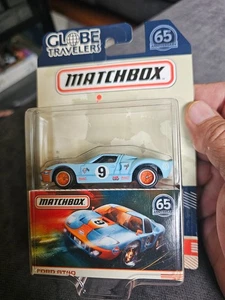 GLOBE
TRAVELERS
65
MATCHBOX
9
MATCHBOX
65
FORD GT40